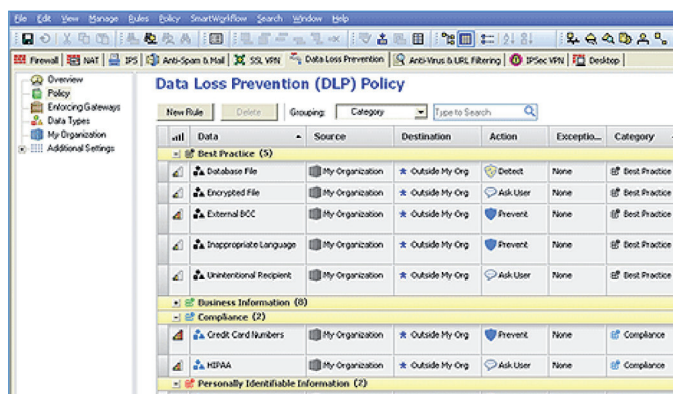 File Edit View Manage Rules Policy SmartWorkflow Search Window Help
Firewall NAT IPS Anti-Spam & Mail SSL VPN Data Loss Prevention Anti-Virus & URL Filtering IPSec VPN Desktop
Overview
Policy
Enforcing Gateways
Data Types
My Organization
Additional Settings
Data Loss Prevention (DLP) Policy
New Rule Delete Grouping: Category Type to Search
Data Source Destination Action Exceptio... Category
Best Practice (5)
Database File My Organization Outside My Org Detect None Best Practice
Encrypted File My Organization Outside My Org Ask User None Best Practice
External BCC My Organization Outside My Org Prevent None Best Practice
Inappropriate Language My Organization Outside My Org Prevent None Best Practice
Unintentional Recipient My Organization Outside My Org Ask User None Best Practice
Business Information (8)
Compliance (2)
Credit Card Numbers My Organization Outside My Org Prevent None Compliance
HIPAA My Organization Outside My Org Ask User None Compliance
Personally Identifiable Information (2)